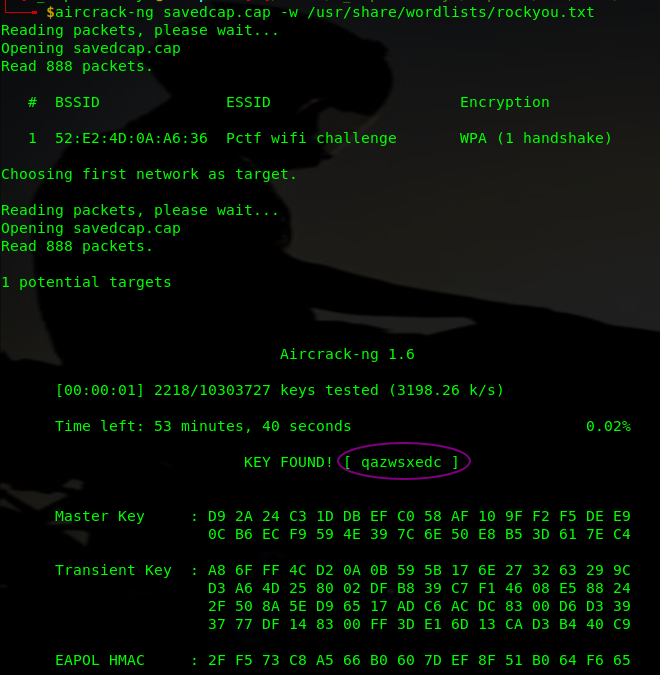 $aircrack-ng savedcap.cap -w /usr/share/wordlists/rockyou.txt
Reading packets, please wait...
Opening savedcap.cap
Read 888 packets.
# BSSID ESSID Encryption
1 52:E2:4D:0A:A6:36 Pctf wifi challenge WPA (1 handshake)
Choosing first network as target.
Reading packets, please wait...
Opening savedcap.cap
Read 888 packets.
1 potential targets
Aircrack-ng 1.6
[00:00:01] 2218/10303727 keys tested (3198.26 k/s)
Time left: 53 minutes, 40 seconds 0.02%
KEY FOUND! [ qazwsxedc ]
Master Key : D9 2A 24 C3 1D DB EF C0 58 AF 10 9F F2 F5 DE E9
0C B6 EC F9 59 4E 39 7C 6E 50 E8 B5 3D 61 7E C4
Transient Key : A8 6F FF 4C D2 0A 0B 59 5B 17 6E 27 32 63 29 9C
D3 A6 4D 25 80 02 DF B8 39 C7 F1 46 08 E5 88 24
2F 50 8A 5E D9 65 17 AD C6 AC DC 83 00 D6 D3 39
37 77 DF 14 83 00 FF 3D E1 6D 13 CA D3 B4 40 C9
EAPOL HMAC : 2F F5 73 C8 A5 66 B0 60 7D EF 8F 51 B0 64 F6 65